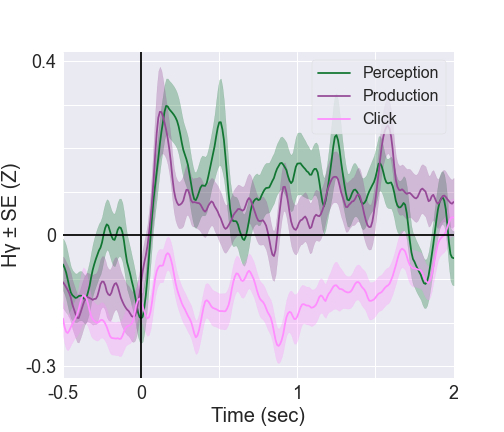 Hγ ± SE (Z)
0.4
0
-0.3
Perception
Production
Click
-0.5
0
1
2
Time (sec)